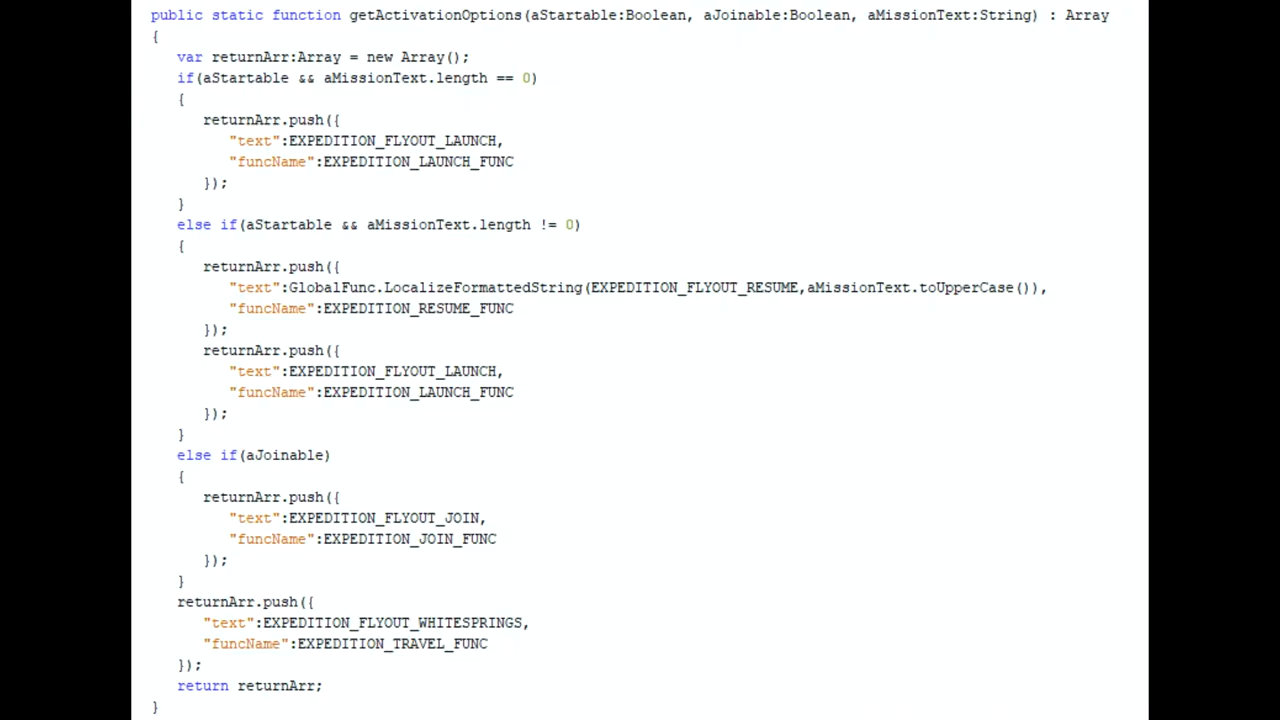 public static function getActivationOptions(aStartable:Boolean, aJoinable:Boolean, aMissionText:String) : Array
{
var returnArr:Array = new Array();
if(aStartable && aMissionText.length == 0)
{
returnArr.push({
"text":EXPEDITION_FLYOUT_LAUNCH,
"funcName":EXPEDITION_LAUNCH_FUNC
});
}
else if(aStartable && aMissionText.length != 0)
{
returnArr.push({
"text":GlobalFunc.LocalizeFormattedString(EXPEDITION_FLYOUT_RESUME,aMissionText.toUpperCase()),
"funcName":EXPEDITION_RESUME_FUNC
});
returnArr.push({
"text":EXPEDITION_FLYOUT_LAUNCH,
"funcName":EXPEDITION_LAUNCH_FUNC
});
}
else if(aJoinable)
{
returnArr.push({
"text":EXPEDITION_FLYOUT_JOIN,
"funcName":EXPEDITION_JOIN_FUNC
});
}
returnArr.push({
"text":EXPEDITION_FLYOUT_WHITESPRINGS,
"funcName":EXPEDITION_TRAVEL_FUNC
});
return returnArr;
}